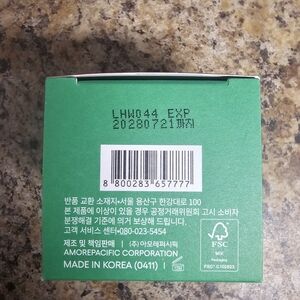 LHW044 EXP
20280721까지
8 800283 657777
반품 교환 소재지•서울 용산구 한강대로 100
본 제품에 이상이 있을 경우 공정거래위원회 고시 소비자
분쟁해결 기준에 의거 보상해 드립니다.
고객 서비스 센터•080-023-5454
제조 및 책임판매 | (주) 아모레퍼시픽
AMOREPACIFIC CORPORATION
MADE IN KOREA (0411)
FSC
MIX
Packaging